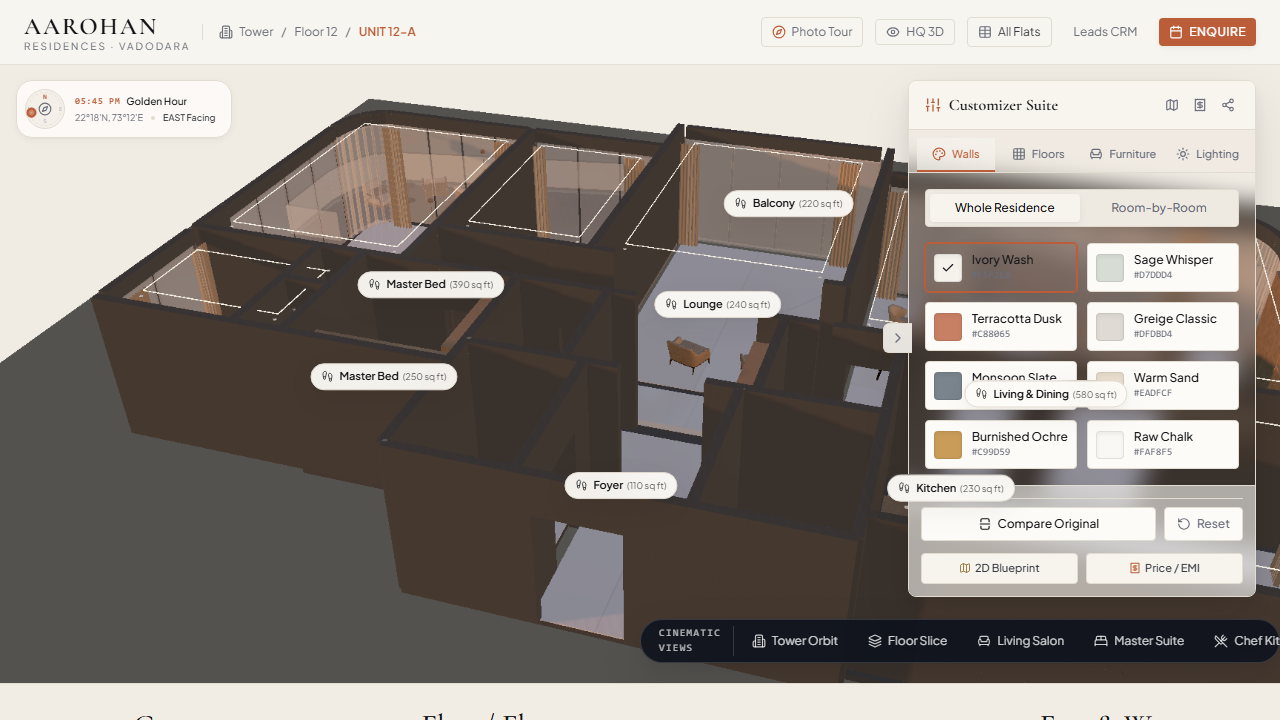 AAROHAN
RESIDENCES · VADODARA
Tower / Floor 12 / UNIT 12-A
Photo Tour
HQ 3D
All Flats
Leads CRM
ENQUIRE
N
05:45 PM Golden Hour
22°18'N, 73°12'E • EAST Facing
Customizer Suite
Walls
Floors
Furniture
Lighting
Whole Residence
Room-by-Room
Ivory Wash
Sage Whisper
#D7DDD4
Terracotta Dusk
#C88065
Greige Classic
#DFDBD4
Monsoon Slate
Warm Sand
#EADFCF
Burnished Ochre
#C99D59
Raw Chalk
#FAF8F5
Compare Original
Reset
2D Blueprint
Price / EMI
Balcony (220 sq ft)
Master Bed (390 sq ft)
Lounge (240 sq ft)
Master Bed (250 sq ft)
Living & Dining (580 sq ft)
Foyer (110 sq ft)
Kitchen (230 sq ft)
CINEMATIC
VIEWS
Tower Orbit
Floor Slice
Living Salon
Master Suite
Chef Kit